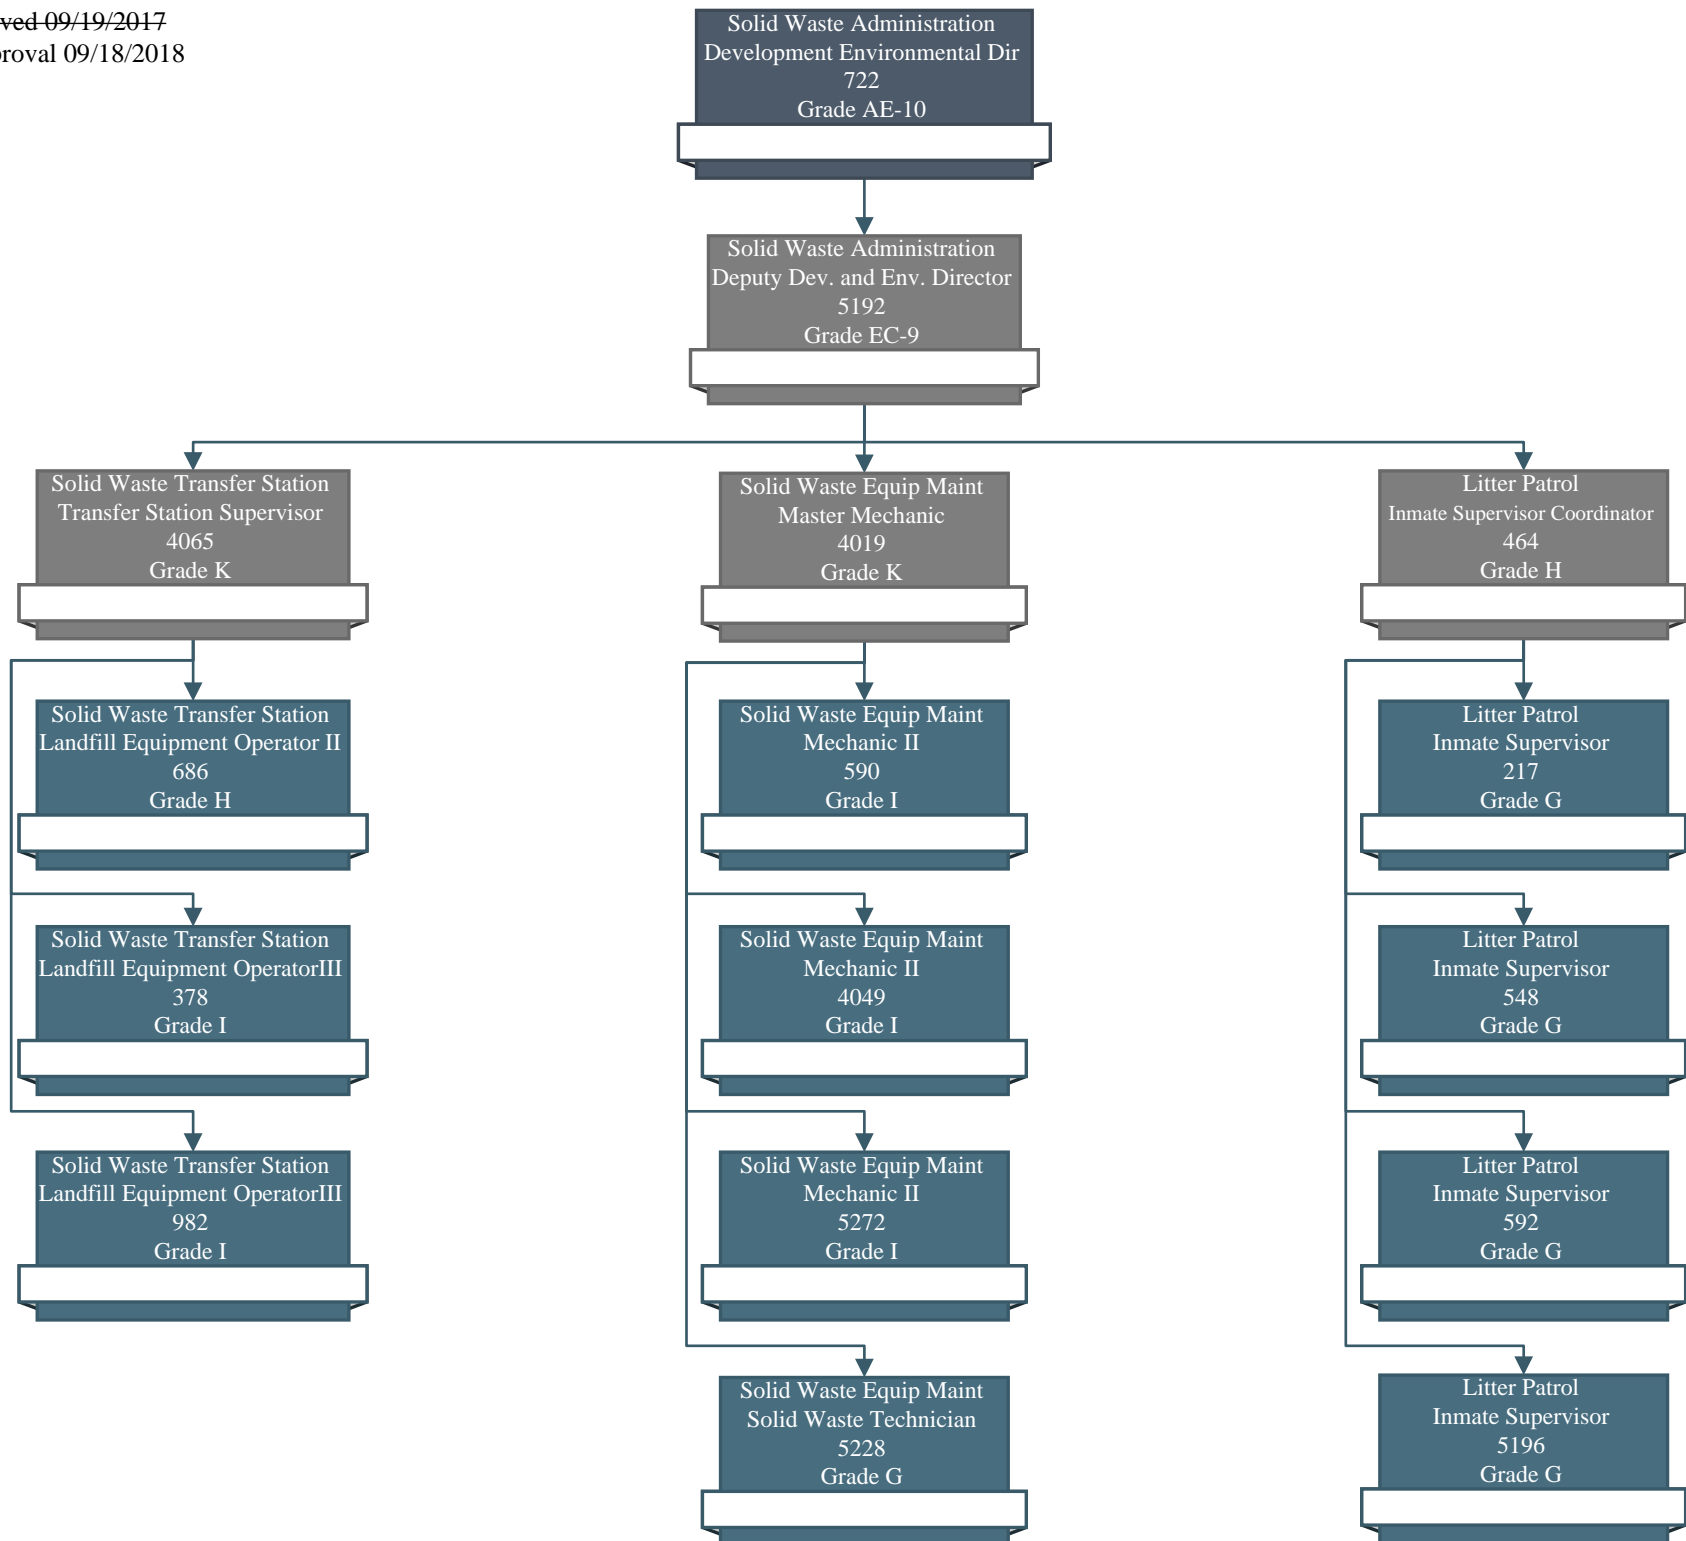 09/19/2017
09/18/2018
Solid Waste Administration
Development Environmental Dir
722
Grade AE-10
Solid Waste Administration
Deputy Dev. and Env. Director
5192
Grade EC-9
Solid Waste Transfer Station
Transfer Station Supervisor
4065
Grade K
Solid Waste Equip Maint
Master Mechanic
4019
Grade K
Litter Patrol
Inmate Supervisor Coordinator
464
Grade H
Solid Waste Transfer Station
Landfill Equipment Operator II
686
Grade H
Solid Waste Equip Maint
Mechanic II
590
Grade I
Litter Patrol
Inmate Supervisor
217
Grade G
Solid Waste Transfer Station
Landfill Equipment OperatorIII
378
Grade I
Solid Waste Equip Maint
Mechanic II
4049
Grade I
Litter Patrol
Inmate Supervisor
548
Grade G
Solid Waste Transfer Station
Landfill Equipment OperatorIII
982
Grade I
Solid Waste Equip Maint
Mechanic II
5272
Grade I
Litter Patrol
Inmate Supervisor
592
Grade G
Solid Waste Equip Maint
Solid Waste Technician
5228
Grade G
Litter Patrol
Inmate Supervisor
5196
Grade G